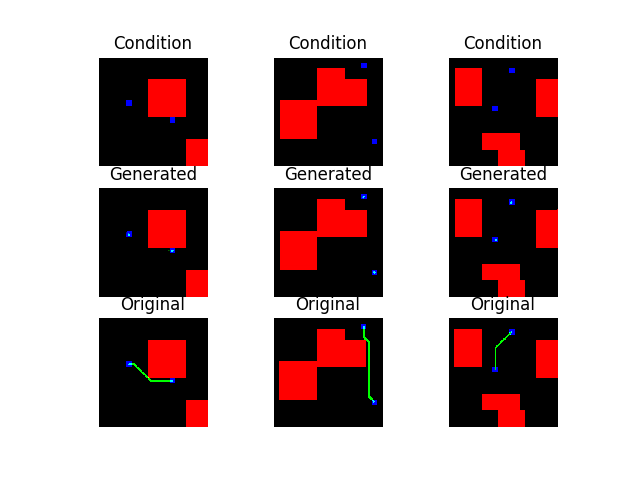 Condition Condition Condition
Generated Generated Generated
Original Original Original